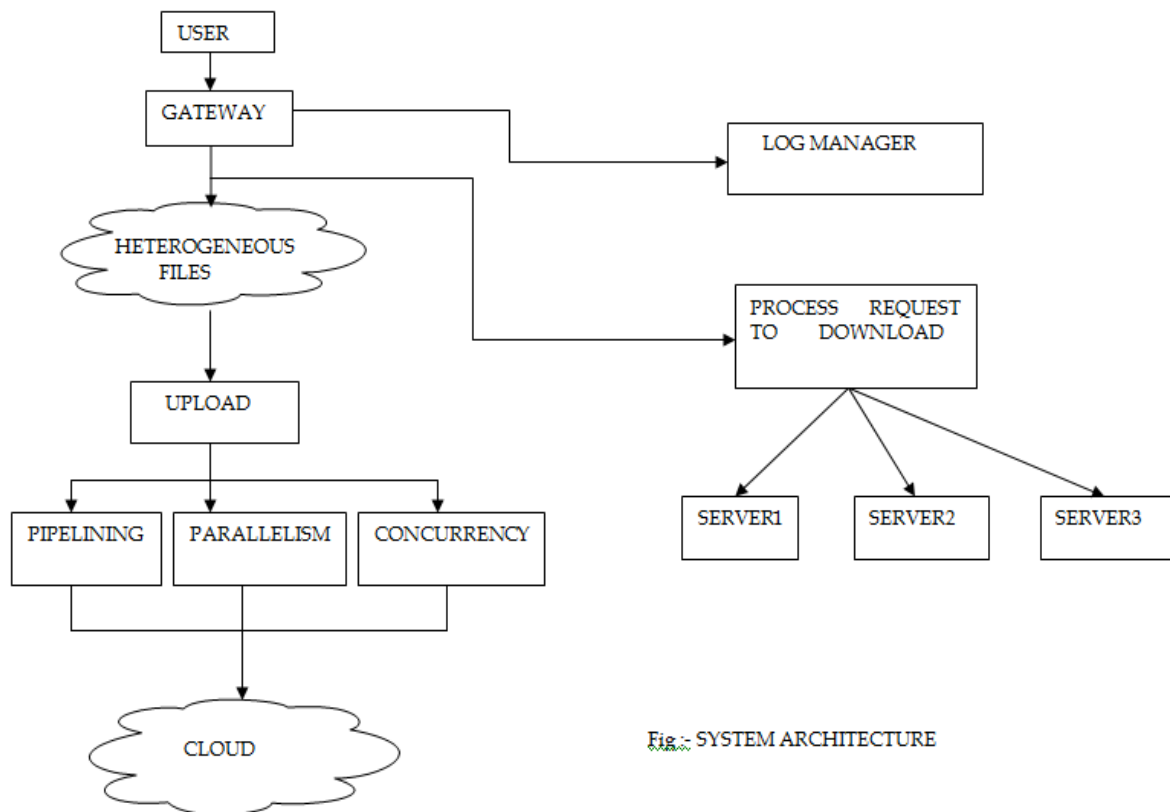 USER
GATEWAY
LOG MANAGER
HETEROGENEOUS
FILES
PROCESS REQUEST
TO DOWNLOAD
UPLOAD
PIPELINING
PARALLELISM
CONCURRENCY
SERVER1
SERVER2
SERVER3
CLOUD
Fig :- SYSTEM ARCHITECTURE